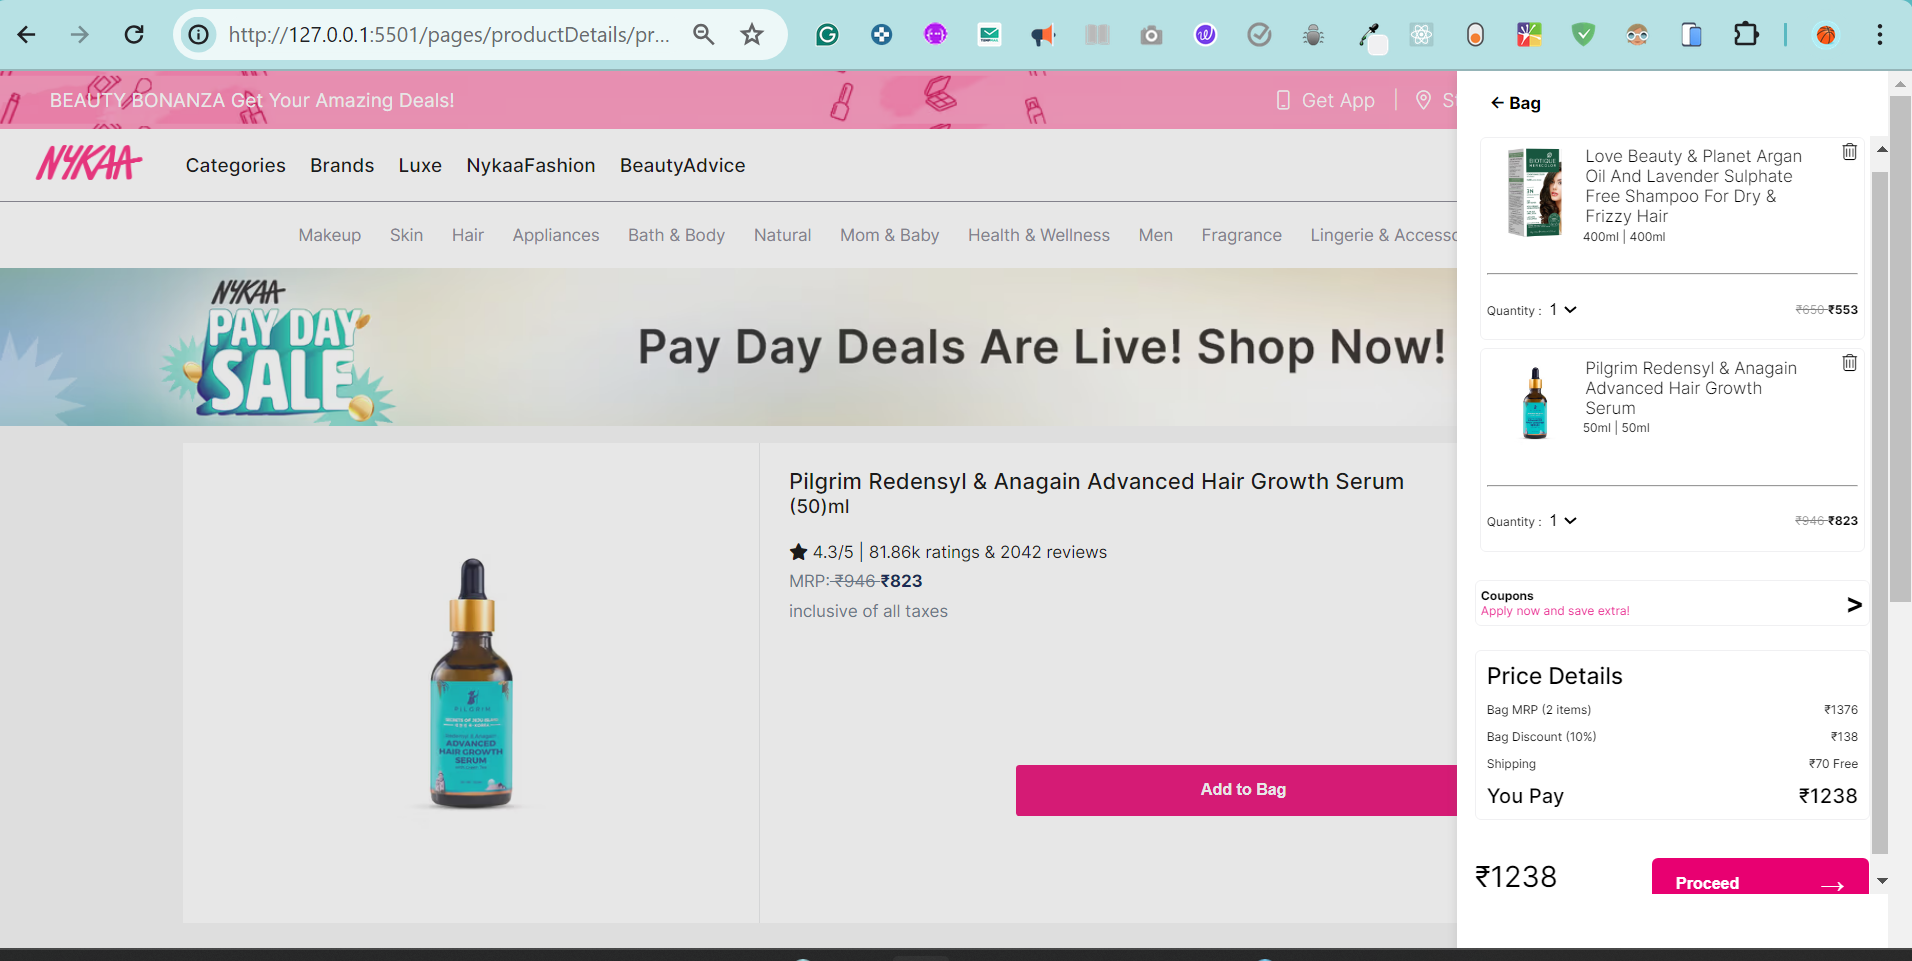 http://127.0.0.1:5501/pages/productDetails/pr...
BEAUTY BONANZA Get Your Amazing Deals!
Get App
NYKAA
Categories
Brands
Luxe
NykaaFashion
BeautyAdvice
Makeup
Skin
Hair
Appliances
Bath & Body
Natural
Mom & Baby
Health & Wellness
Men
Fragrance
Lingerie & Accesso
NYKAA
PAY DAY
SALE
Pay Day Deals Are Live! Shop Now!
PILGRIM
ADVANCED
HAIR GROWTH
SERUM
Pilgrim Redensyl & Anagain Advanced Hair Growth Serum
(50)ml
4.3/5 | 81.86k ratings & 2042 reviews
MRP: ₹946 ₹823
inclusive of all taxes
Add to Bag
← Bag
BIOTIQUE
Love Beauty & Planet Argan
Oil And Lavender Sulphate
Free Shampoo For Dry &
Frizzy Hair
400ml | 400ml
Quantity : 1
₹650 ₹553
Pilgrim Redensyl & Anagain
Advanced Hair Growth
Serum
50ml | 50ml
Quantity : 1
₹946 ₹823
Coupons
Apply now and save extra!
>
Price Details
Bag MRP (2 items) ₹1376
Bag Discount (10%) ₹138
Shipping ₹70 Free
You Pay ₹1238
₹1238
Proceed →